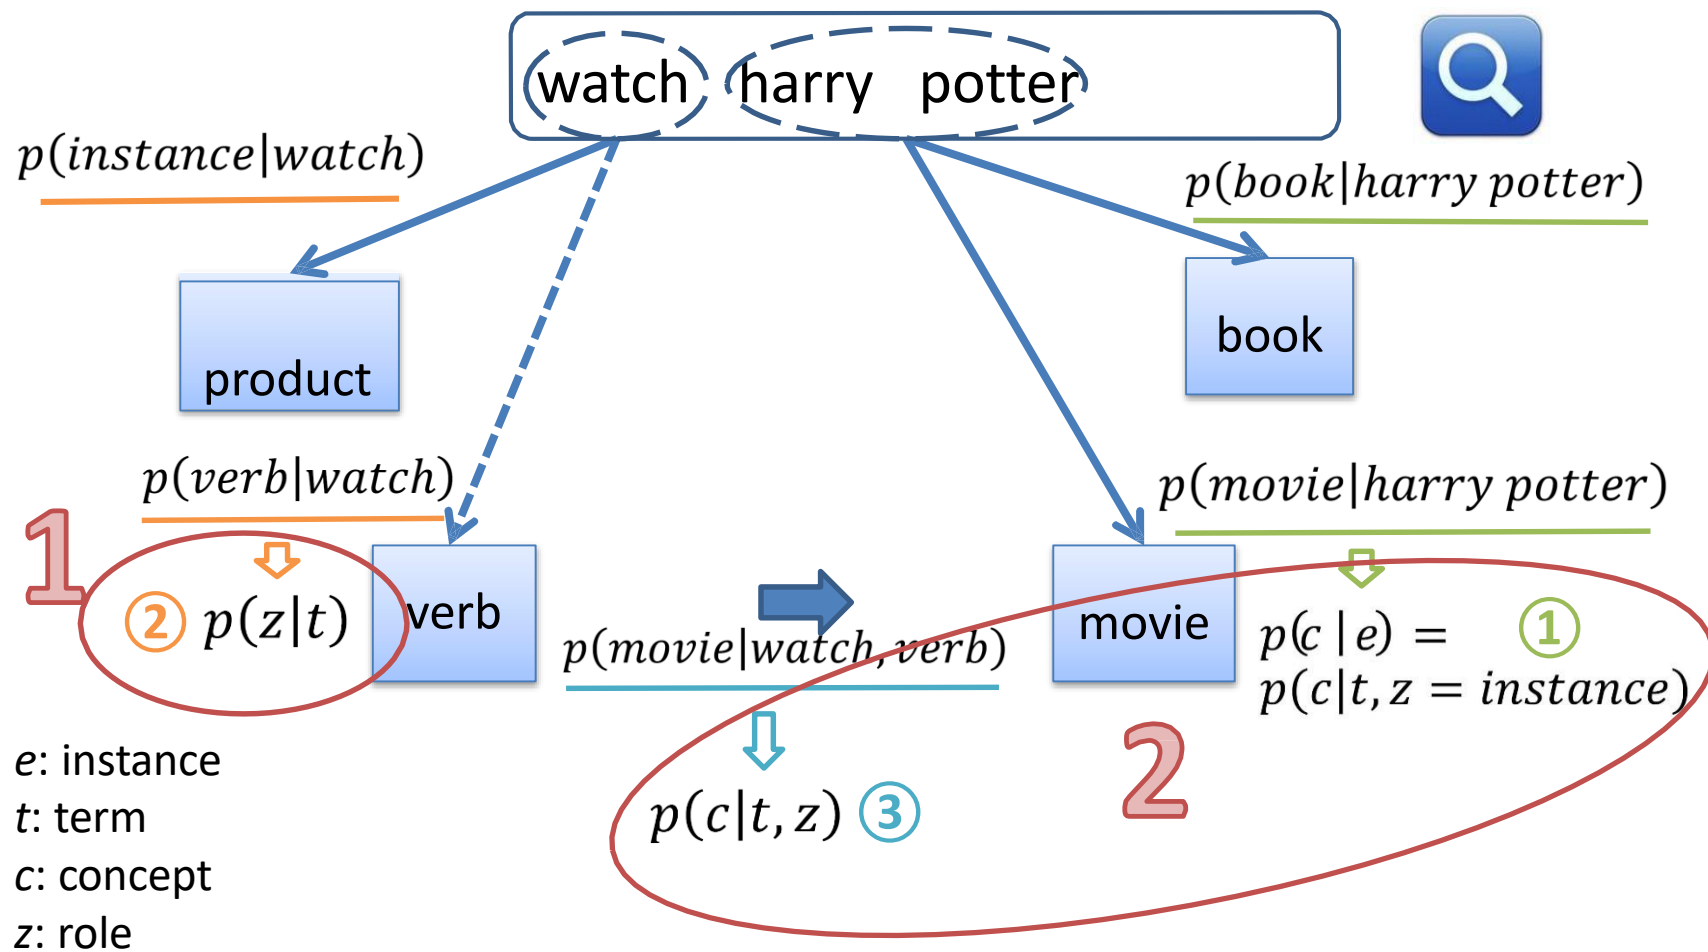 watch harry potter
p(instance|watch)
p(book|harry potter)
product
book
p(verb|watch)
p(movie|harry potter)
1
② p(z|t)
verb
p(movie|watch, verb)
movie
p(c|e) = ①
p(c|t, z = instance)
2
p(c|t, z) ③
e: instance
t: term
c: concept
z: role